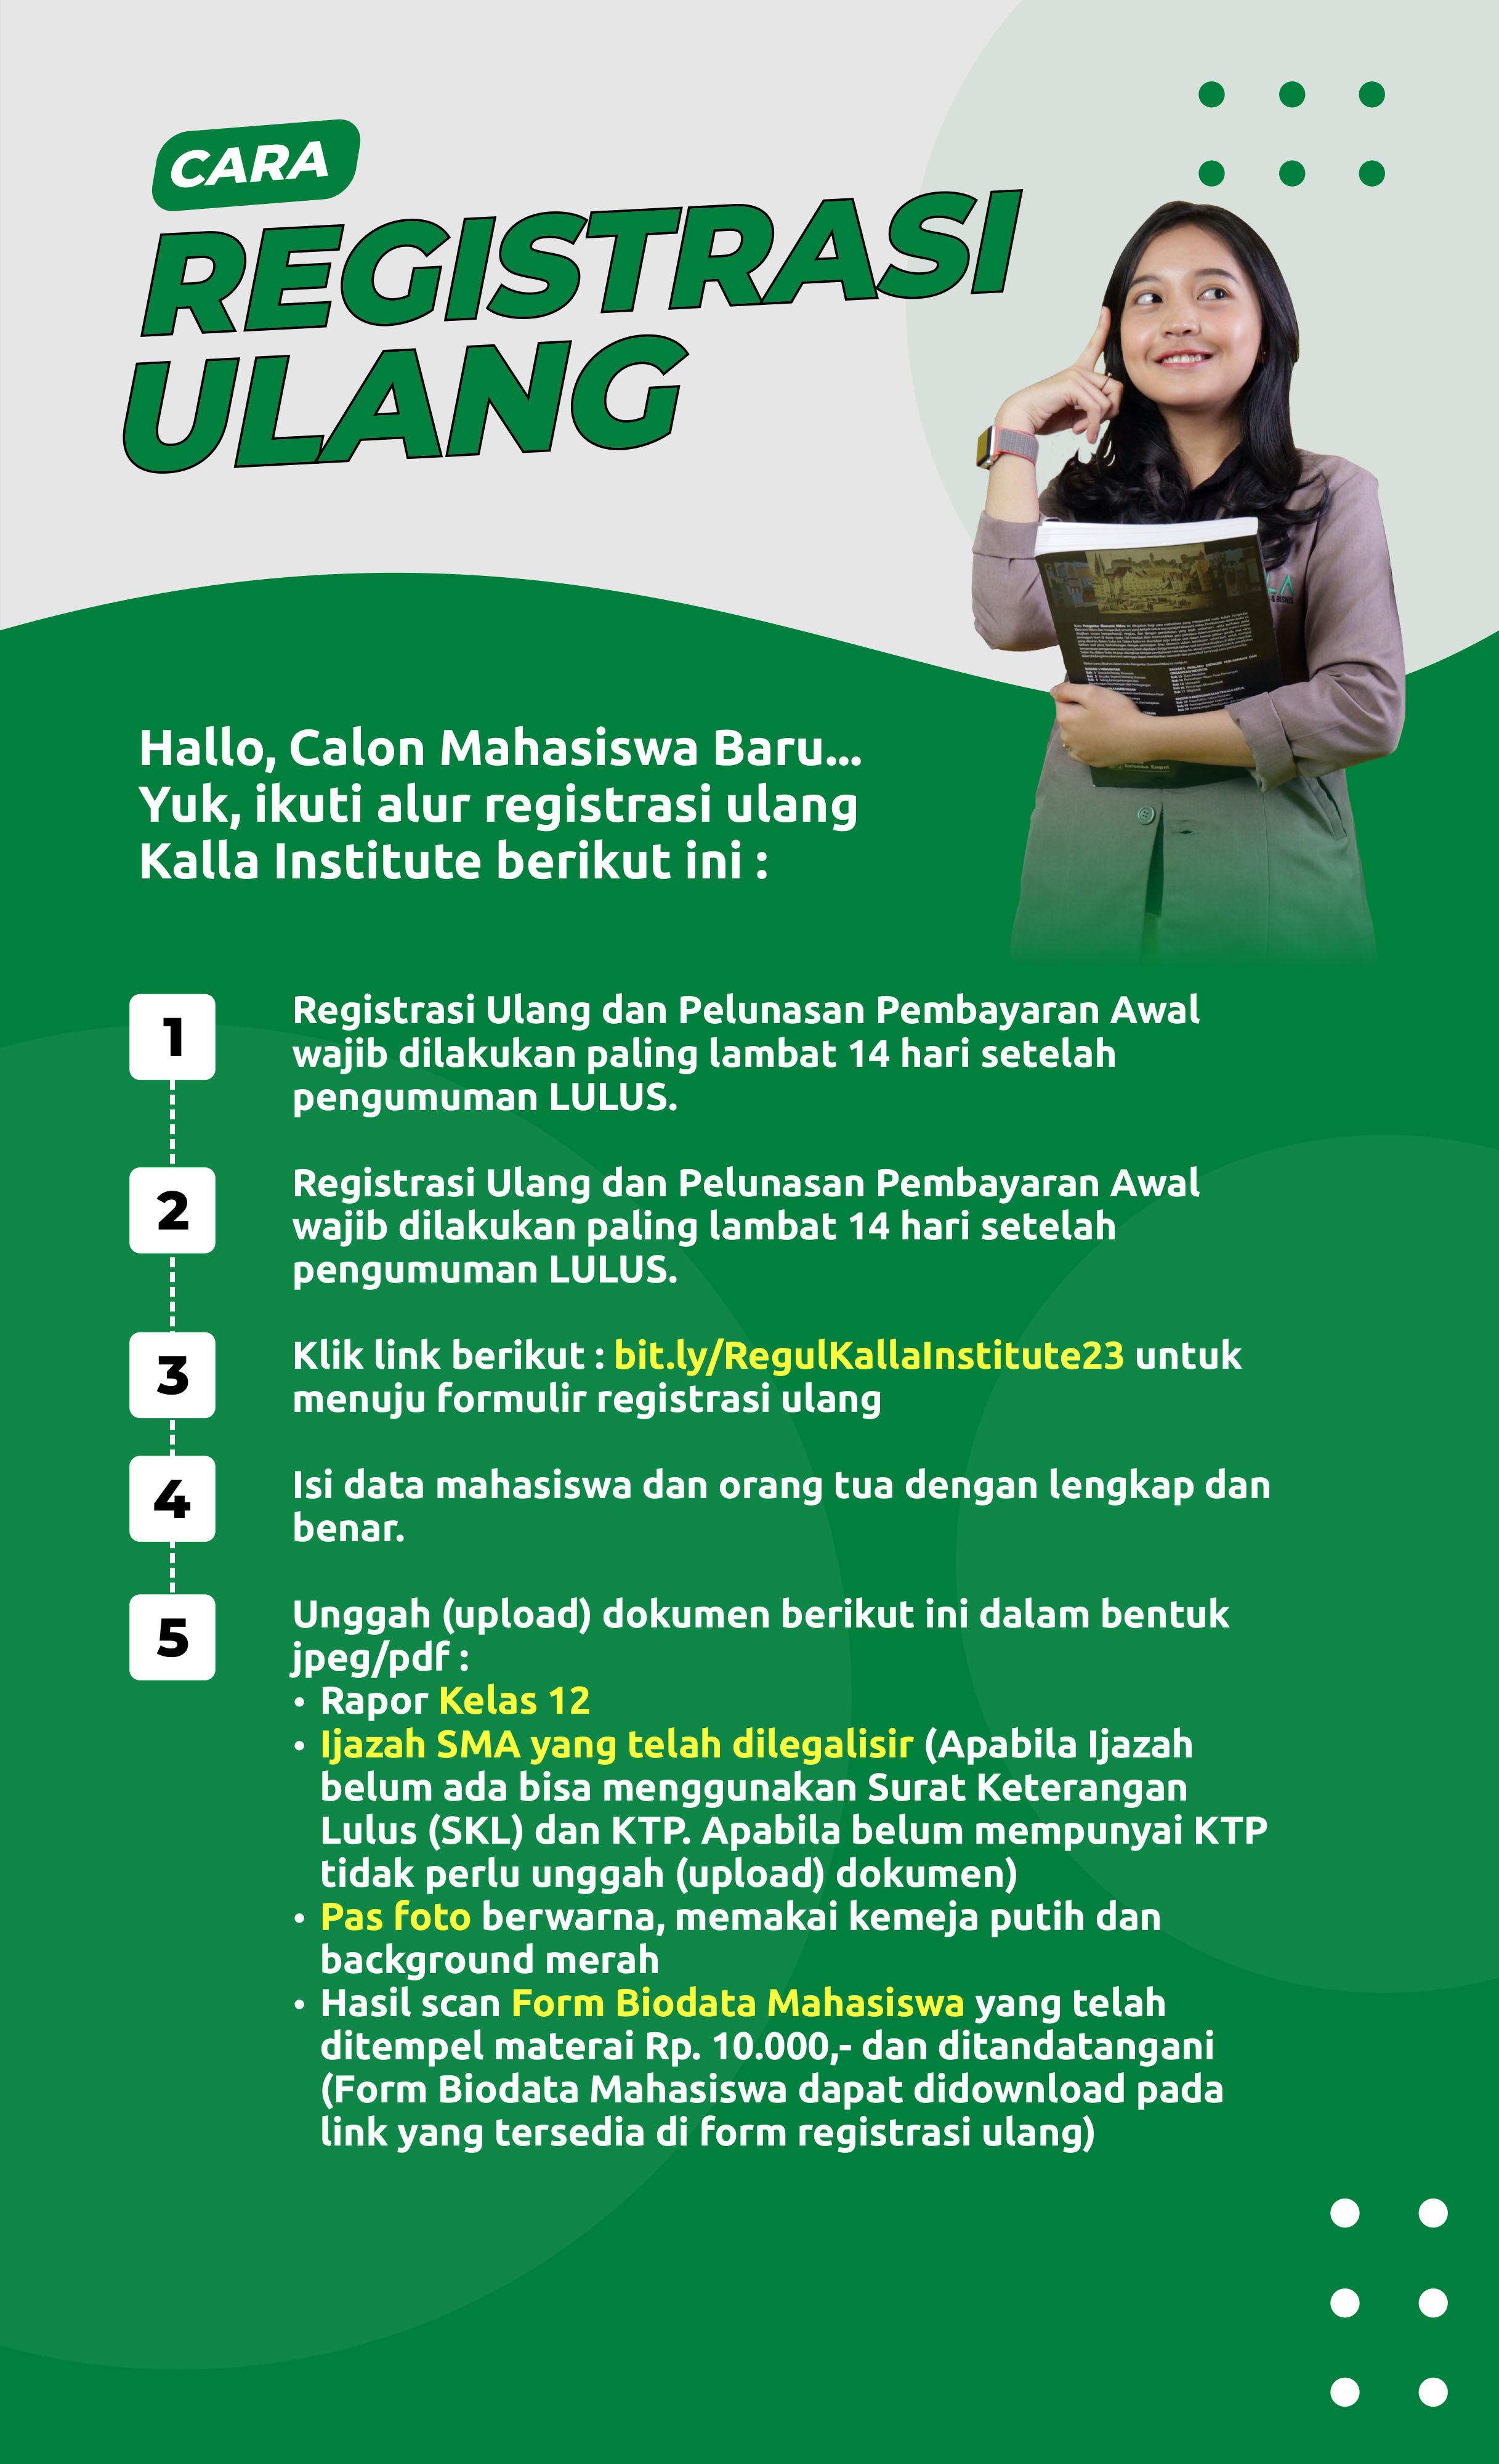 CARA
REGISTRASI
ULANG
LA
& BISNIS
Hallo, Calon Mahasiswa Baru...
Yuk, ikuti alur registrasi ulang
Kalla Institute berikut ini :
1
Registrasi Ulang dan Pelunasan Pembayaran Awal
wajib dilakukan paling lambat 14 hari setelah
pengumuman LULUS.
2
Registrasi Ulang dan Pelunasan Pembayaran Awal
wajib dilakukan paling lambat 14 hari setelah
pengumuman LULUS.
3
Klik link berikut : bit.ly/RegulKallaInstitute23 untuk
menuju formulir registrasi ulang
4
Isi data mahasiswa dan orang tua dengan lengkap dan
benar.
5
Unggah (upload) dokumen berikut ini dalam bentuk
jpeg/pdf :
• Rapor Kelas 12
• Ijazah SMA yang telah dilegalisir (Apabila Ijazah
belum ada bisa menggunakan Surat Keterangan
Lulus (SKL) dan KTP. Apabila belum mempunyai KTP
tidak perlu unggah (upload) dokumen)
• Pas foto berwarna, memakai kemeja putih dan
background merah
• Hasil scan Form Biodata Mahasiswa yang telah
ditempel materai Rp. 10.000,- dan ditandatangani
(Form Biodata Mahasiswa dapat didownload pada
link yang tersedia di form registrasi ulang)